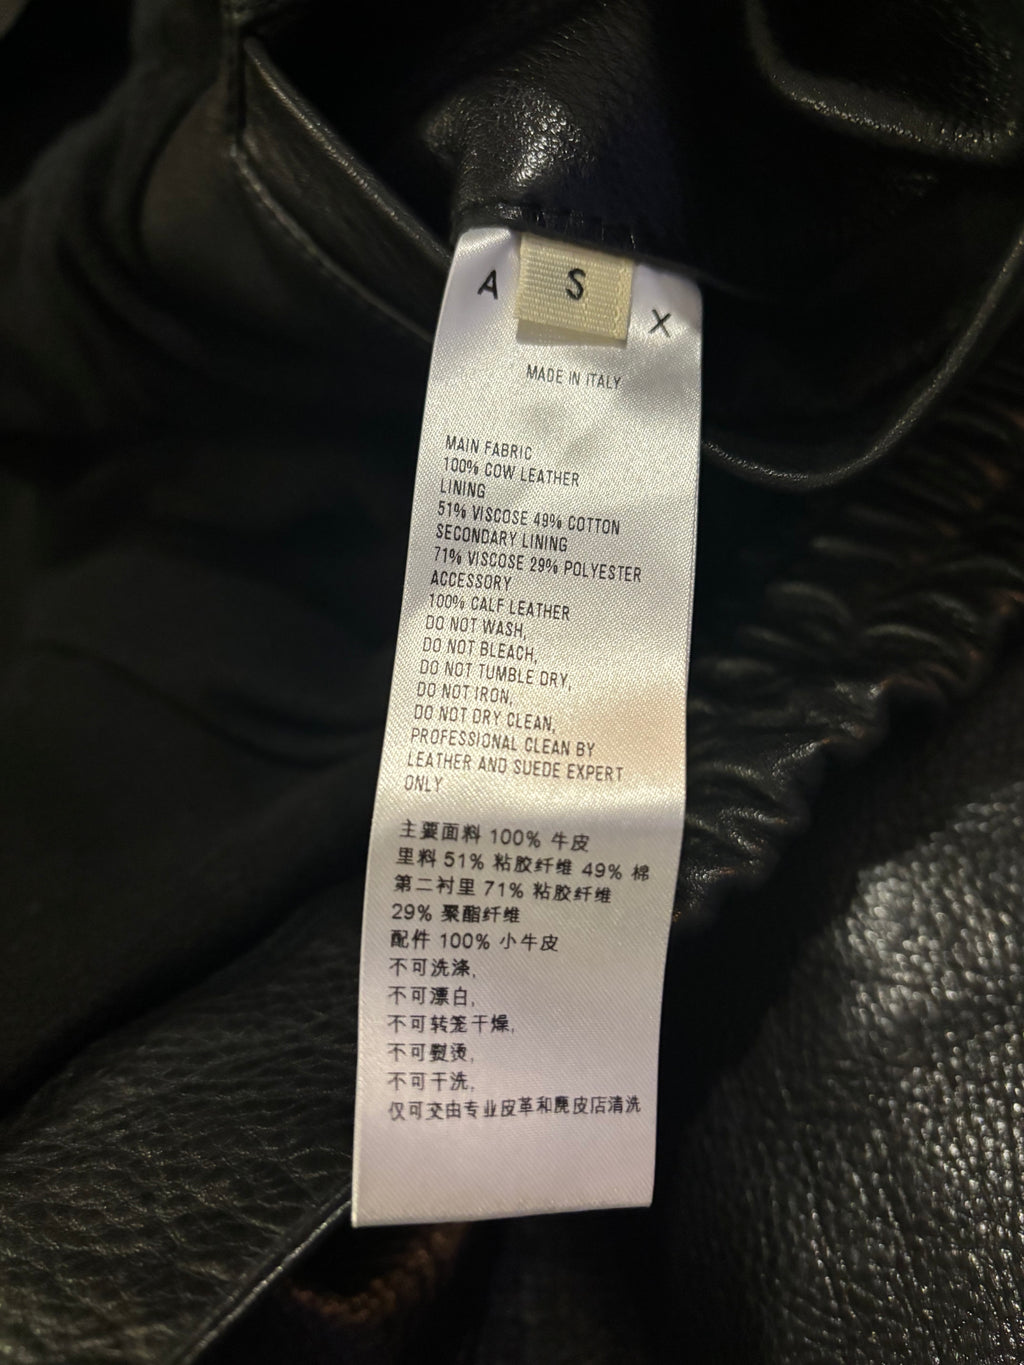 A S X
MADE IN ITALY
MAIN FABRIC
100% COW LEATHER
LINING
51% VISCOSE 49% COTTON
SECONDARY LINING
71% VISCOSE 29% POLYESTER
ACCESSORY
100% CALF LEATHER
DO NOT WASH,
DO NOT BLEACH,
DO NOT TUMBLE DRY,
DO NOT IRON,
DO NOT DRY CLEAN,
PROFESSIONAL CLEAN BY
LEATHER AND SUEDE EXPERT
ONLY
主要面料 100% 牛皮
里料 51% 粘胶纤维 49% 棉
第二衬里 71% 粘胶纤维
29% 聚酯纤维
配件 100% 小牛皮
不可洗涤,
不可漂白,
不可转笼干燥,
不可熨烫,
不可干洗,
仅可交由专业皮革和麂皮店清洗